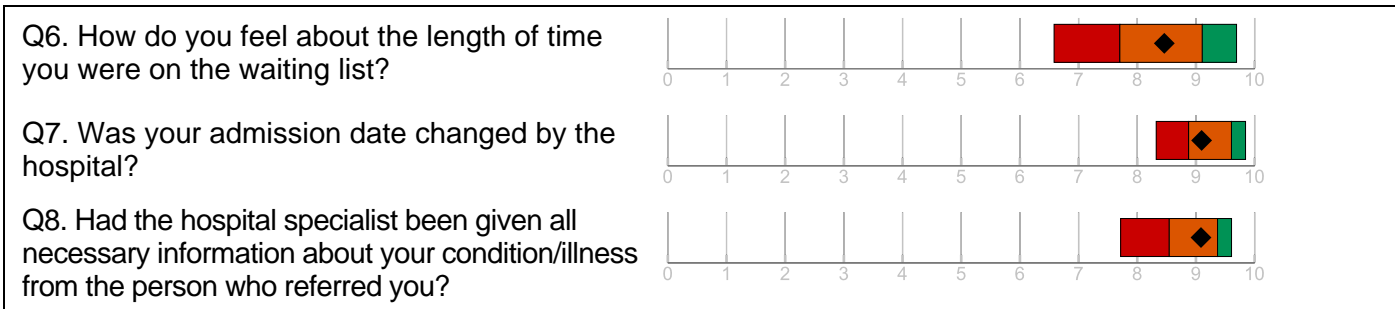 Q6. How do you feel about the length of time
you were on the waiting list?
0 1 2 3 4 5 6 7 8 9 10
Q7. Was your admission date changed by the
hospital?
0 1 2 3 4 5 6 7 8 9 10
Q8. Had the hospital specialist been given all
necessary information about your condition/illness
from the person who referred you?
0 1 2 3 4 5 6 7 8 9 10